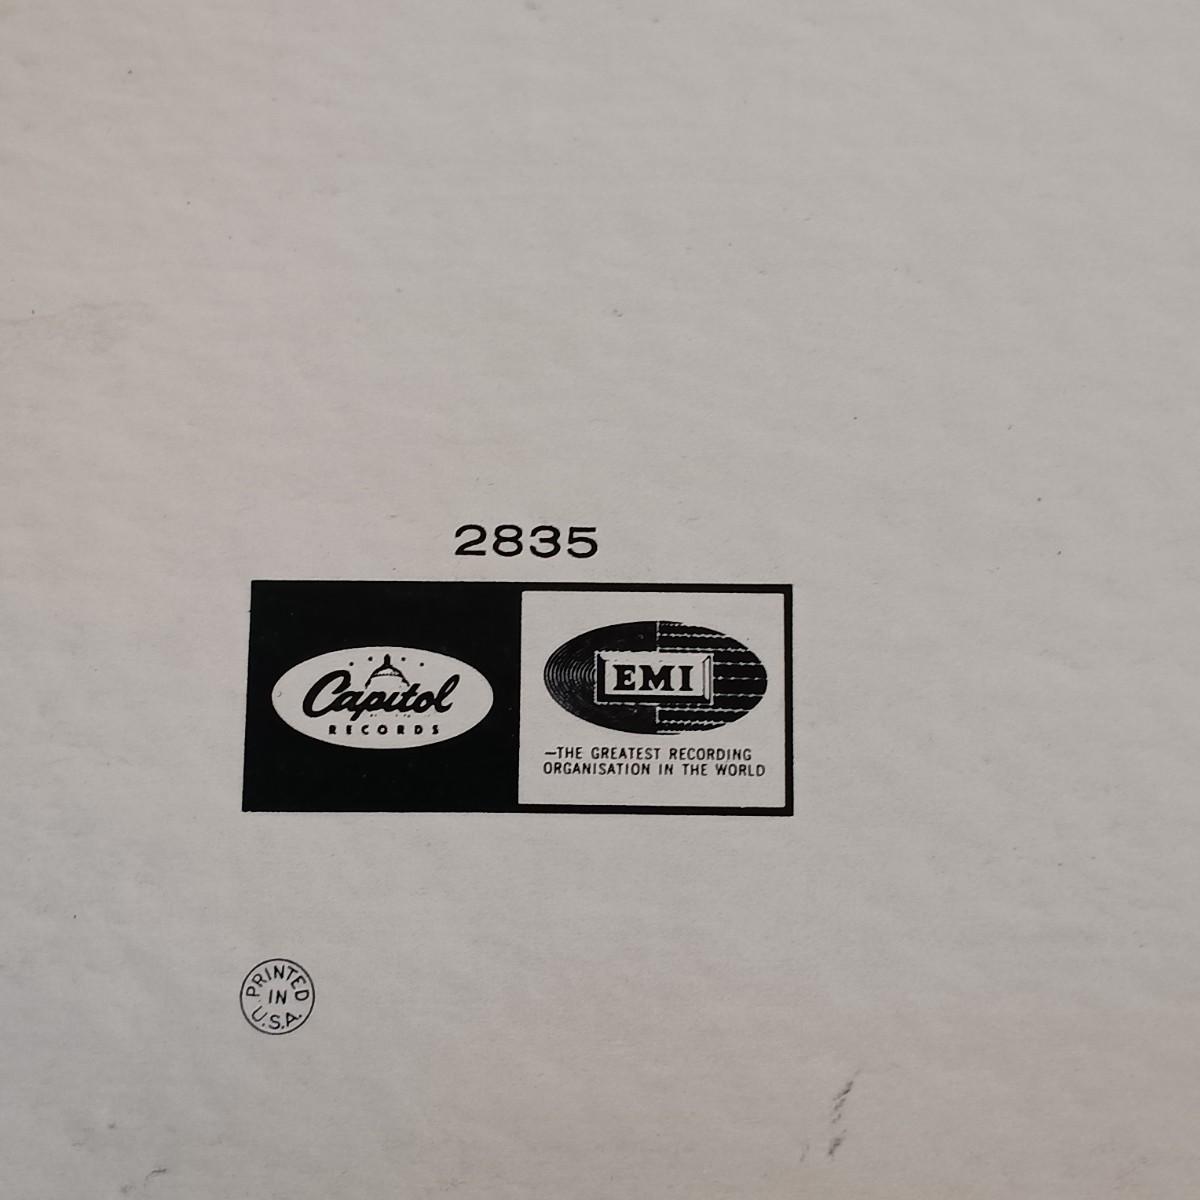 2835
Capitol
RECORDS
EMI
—THE GREATEST RECORDING
ORGANISATION IN THE WORLD
PRINTED
IN
U.S.A.